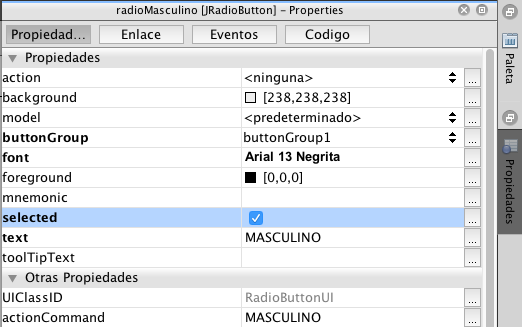 radioMasculino [JRadioButton] – Properties
Propiedad... Enlace Eventos Codigo
Propiedades
action <ninguna> ...
background [238,238,238] ...
model <predeterminado> ...
buttonGroup buttonGroup1 ...
font Arial 13 Negrita ...
foreground [0,0,0] ...
mnemonic ...
selected ...
text MASCULINO ...
toolTipText ...
Otras Propiedades
UIClassID RadioButtonUI ...
actionCommand MASCULINO ...
Paleta
Propiedades